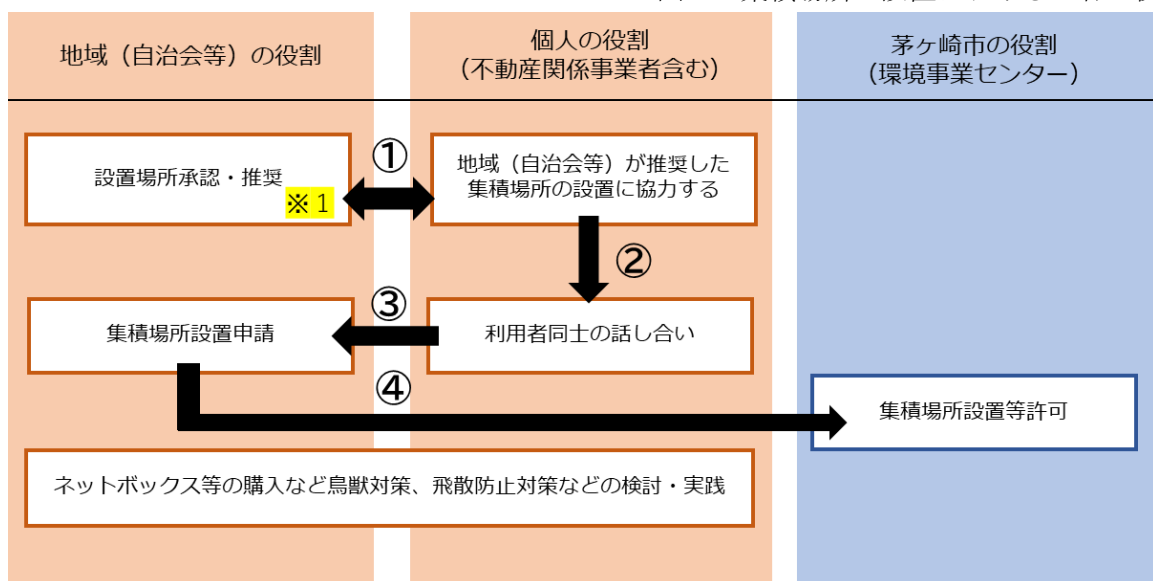 地域（自治会等）の役割
個人の役割
（不動産関係事業者含む）
茅ヶ崎市の役割
（環境事業センター）
設置場所承認・推奨
※１
①
地域（自治会等）が推奨した
集積場所の設置に協力する
②
集積場所設置申請
③
利用者同士の話し合い
④
集積場所設置等許可
ネットボックス等の購入など鳥獣対策、飛散防止対策などの検討・実践